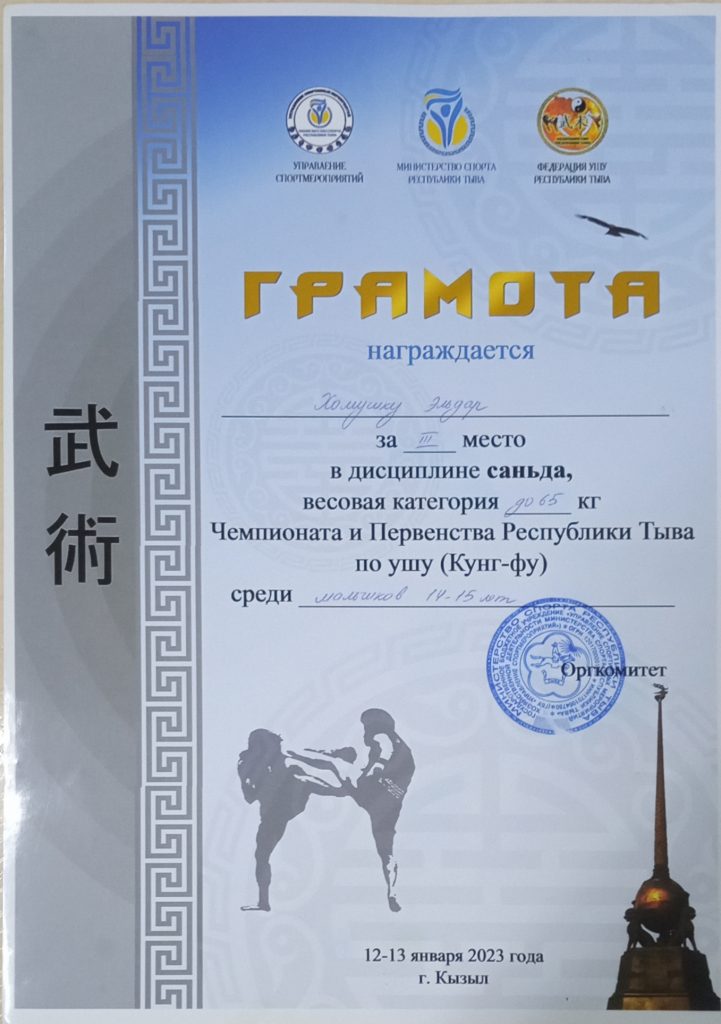 УПРАВЛЕНИЕ
СПОРТМЕРОПРИЯТИЙ
МИНИСТЕРСТВО СПОРТА
РЕСПУБЛИКИ ТЫВА
ФЕДЕРАЦИЯ УШУ
РЕСПУБЛИКИ ТЫВА
ГРАМОТА
награждается
Хомушку Эльдар
за III место
в дисциплине саньда,
весовая категория до 65 кг
Чемпионата и Первенства Республики Тыва
по ушу (Кунг-фу)
среди мальчиков 14-15 лет
Оргкомитет
武
術
12-13 января 2023 года
г. Кызыл